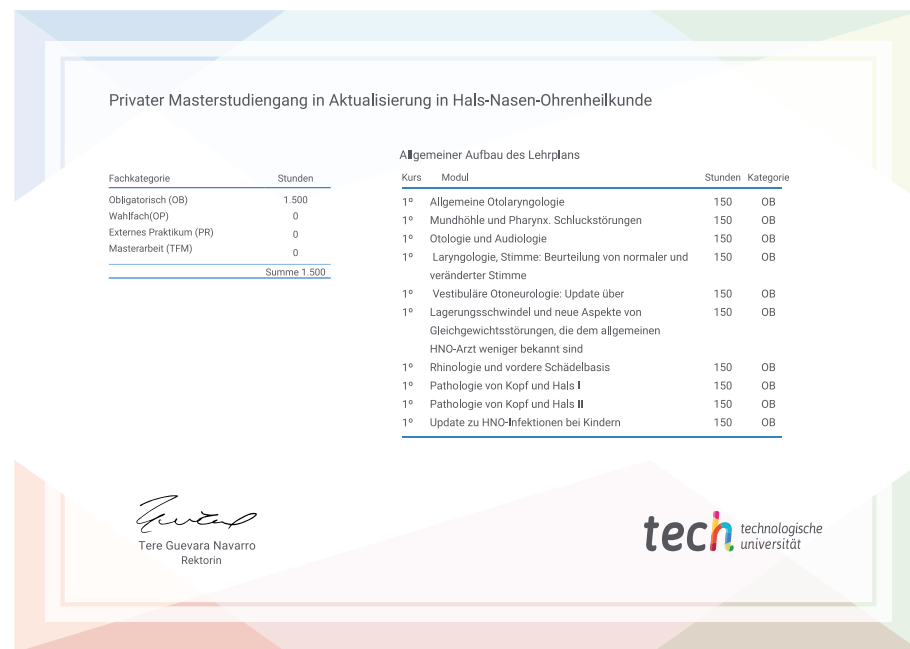 Privater Masterstudiengang in Aktualisierung in Hals-Nasen-Ohrenheilkunde
Fachkategorie Stunden
Obligatorisch (OB) 1.500
Wahlfach(OP) 0
Externes Praktikum (PR) 0
Masterarbeit (TFM) 0
Summe 1.500
Allgemeiner Aufbau des Lehrplans
Kurs Modul Stunden Kategorie
1º Allgemeine Otolaryngologie 150 OB
1º Mundhöhle und Pharynx. Schluckstörungen 150 OB
1º Otologie und Audiologie 150 OB
1º Laryngologie, Stimme: Beurteilung von normaler und 150 OB
veränderter Stimme
1º Vestibuläre Otoneurologie: Update über 150 OB
1º Lagerungsschwindel und neue Aspekte von 150 OB
Gleichgewichtsstörungen, die dem allgemeinen
HNO-Arzt weniger bekannt sind
1º Rhinologie und vordere Schädelbasis 150 OB
1º Pathologie von Kopf und Hals I 150 OB
1º Pathologie von Kopf und Hals II 150 OB
1º Update zu HNO-Infektionen bei Kindern 150 OB
Tere Guevara Navarro
Rektorin
tech technologische
universität